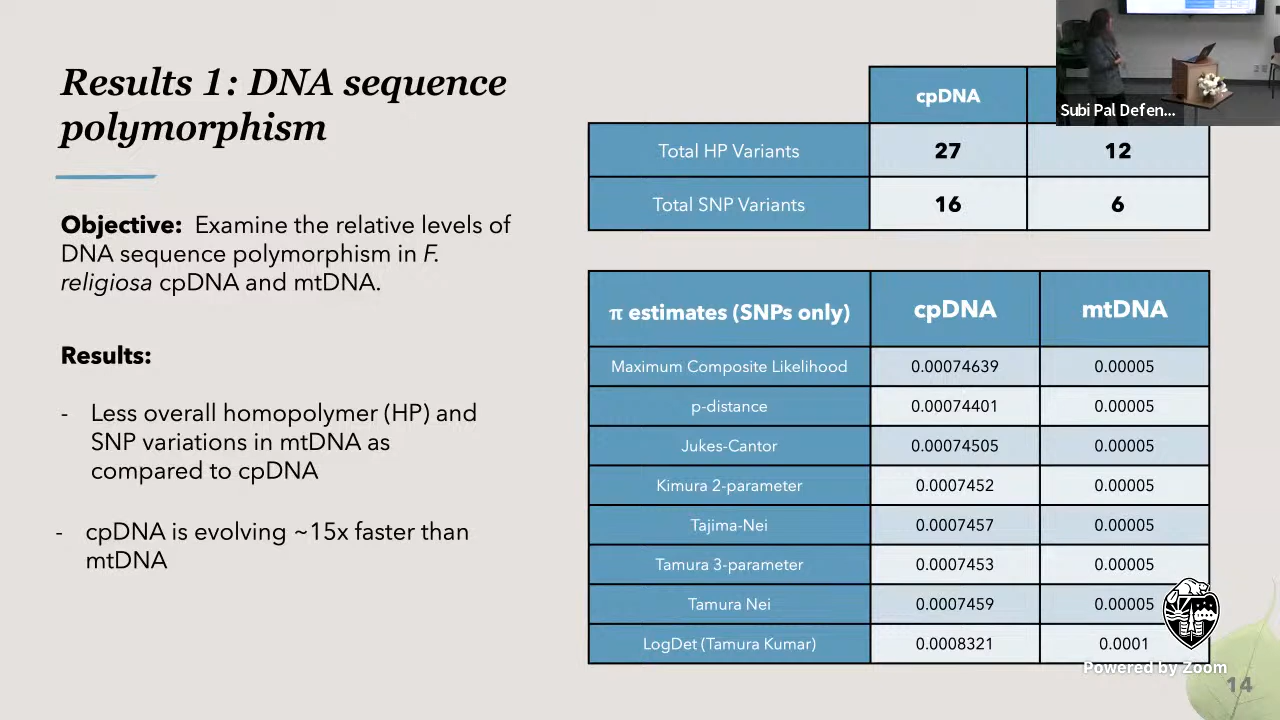 Results 1: DNA sequence
polymorphism
Objective: Examine the relative levels of
DNA sequence polymorphism in F.
religiosa cpDNA and mtDNA.
Results:
- Less overall homopolymer (HP) and
SNP variations in mtDNA as
compared to cpDNA
- cpDNA is evolving ~15x faster than
mtDNA
cpDNA
Total HP Variants 27 12
Total SNP Variants 16 6
π estimates (SNPs only) cpDNA mtDNA
Maximum Composite Likelihood 0.00074639 0.00005
p-distance 0.00074401 0.00005
Jukes-Cantor 0.00074505 0.00005
Kimura 2-parameter 0.0007452 0.00005
Tajima-Nei 0.0007457 0.00005
Tamura 3-parameter 0.0007453 0.00005
Tamura Nei 0.0007459 0.00005
LogDet (Tamura Kumar) 0.0008321 0.0001
Subi Pal Defen...
Powered by Zoom
14